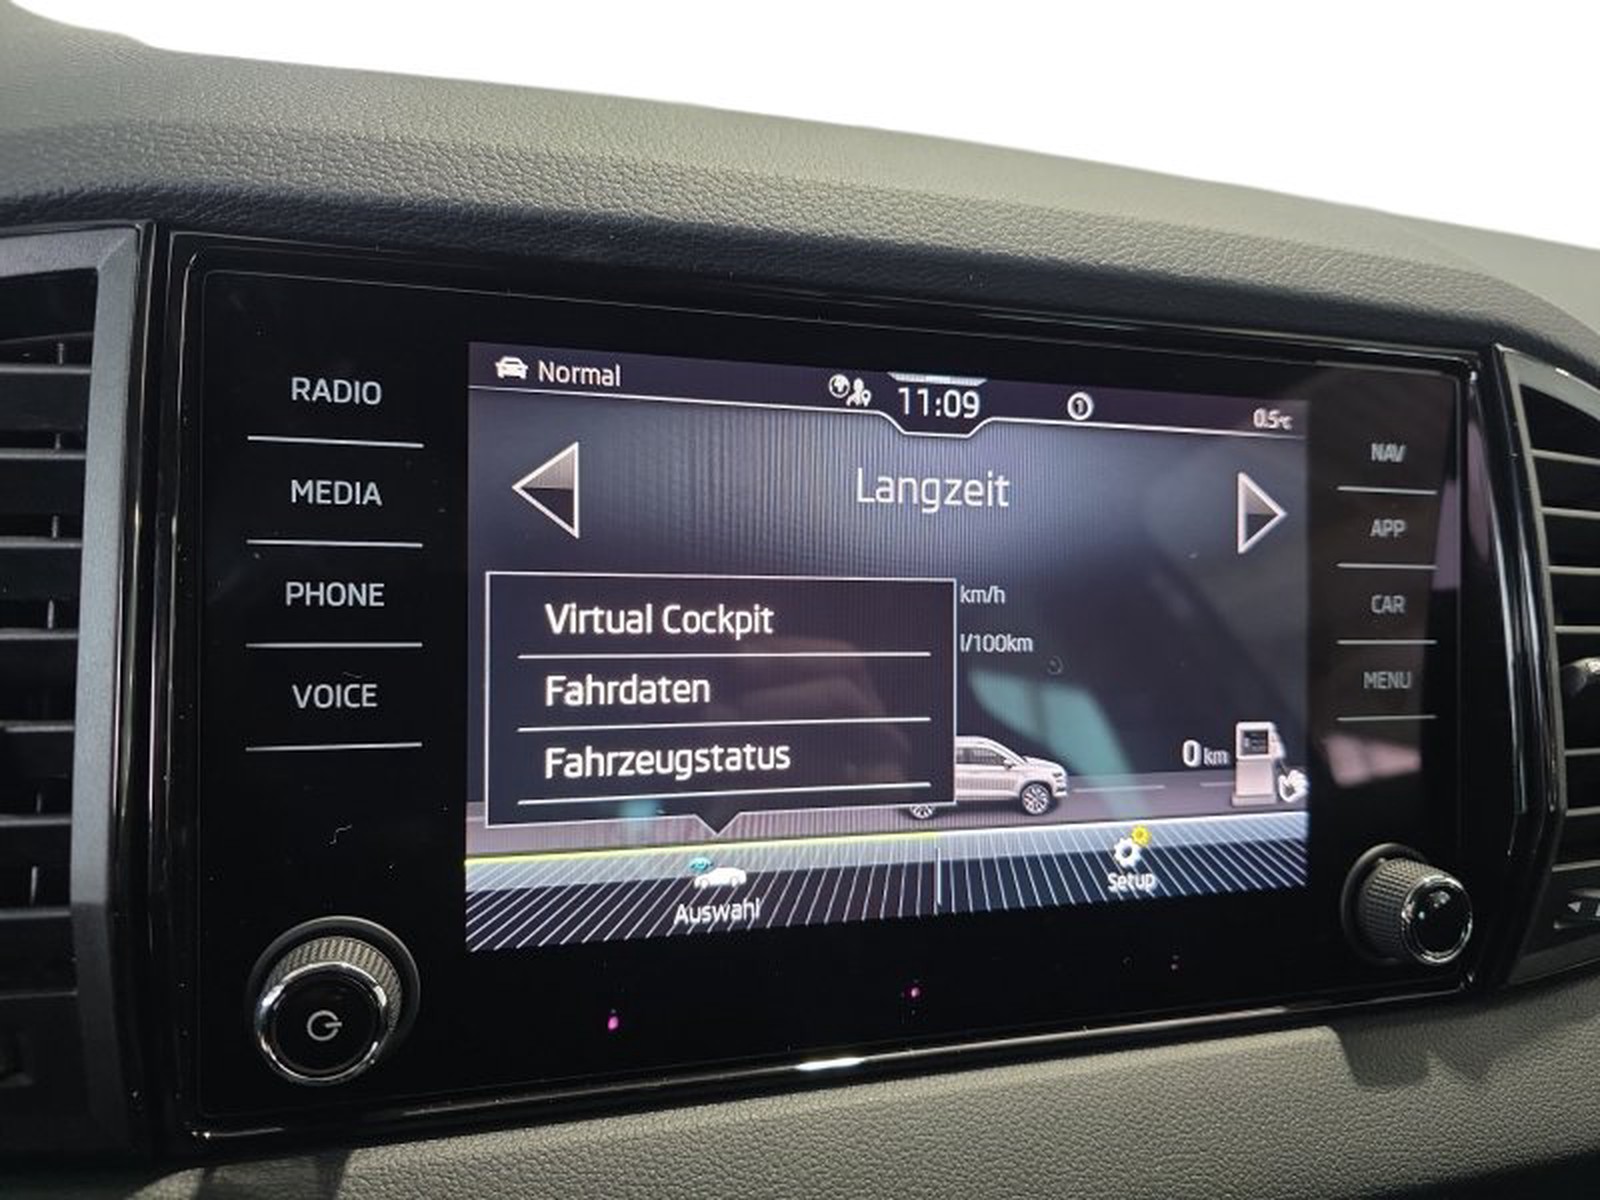 RADIO
MEDIA
PHONE
VOICE
Normal
11:09
1
0.5°C
Langzeit
km/h
l/100km
Virtual Cockpit
Fahrdaten
Fahrzeugstatus
0 km
Auswahl
Setup
NAV
APP
CAR
MENU